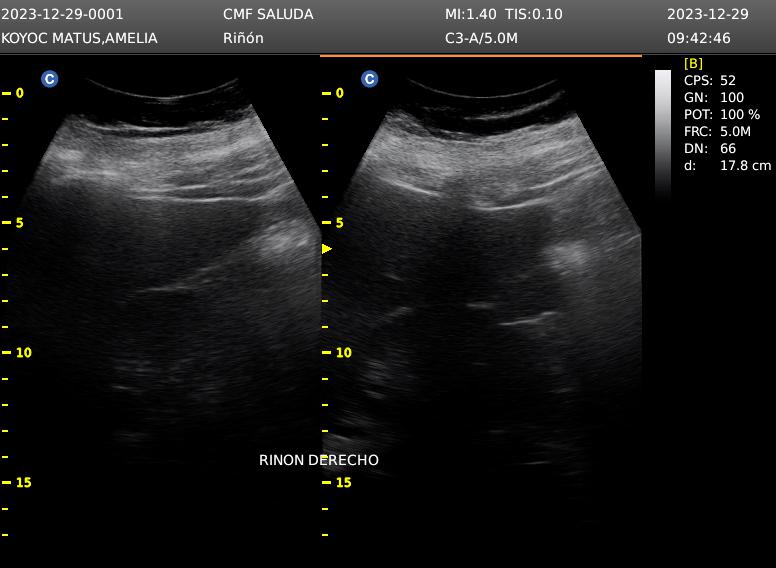 2023-12-29-0001 CMF SALUDA MI:1.40 TIS:0.10 2023-12-29
KOYOC MATUS,AMELIA Riñón C3-A/5.0M 09:42:46
C C
[B]
CPS: 52
GN: 100
POT: 100 %
FRC: 5.0M
DN: 66
d: 17.8 cm
0 0
5 5
10 10
RINON DERECHO
15 15